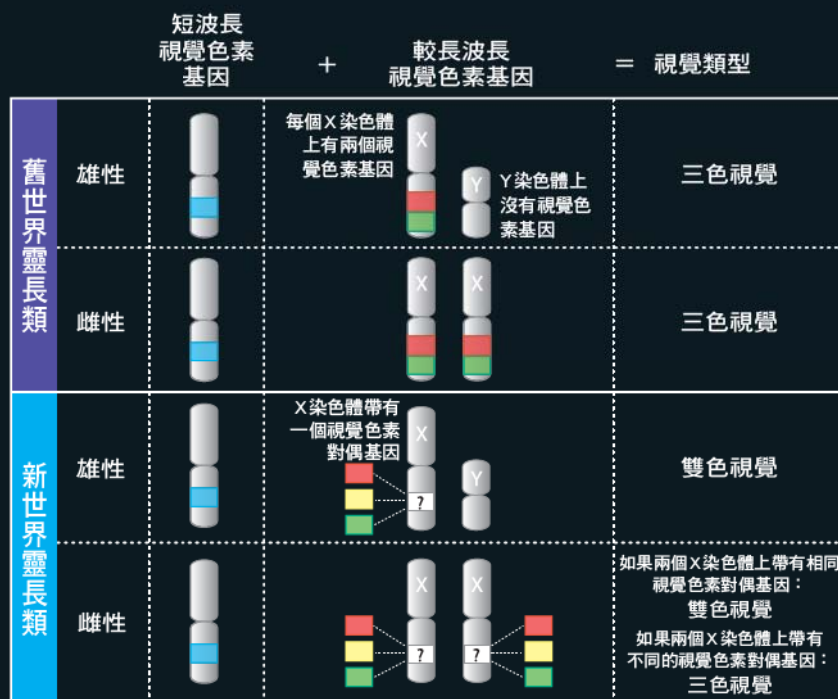 短波長
視覺色素
基因
+
較長波長
視覺色素基因
=
視覺類型
舊世界靈長類
雄性
每個X染色體
上有兩個視
覺色素基因
X
Y
Y染色體上
沒有視覺色
素基因
三色視覺
雌性
X
X
三色視覺
新世界靈長類
雄性
X染色體帶有
一個視覺色素
對偶基因
X
Y
?
雙色視覺
雌性
X
X
?
?
如果兩個X染色體上帶有相同
視覺色素對偶基因：
雙色視覺
如果兩個X染色體上帶有
不同的視覺色素對偶基因：
三色視覺